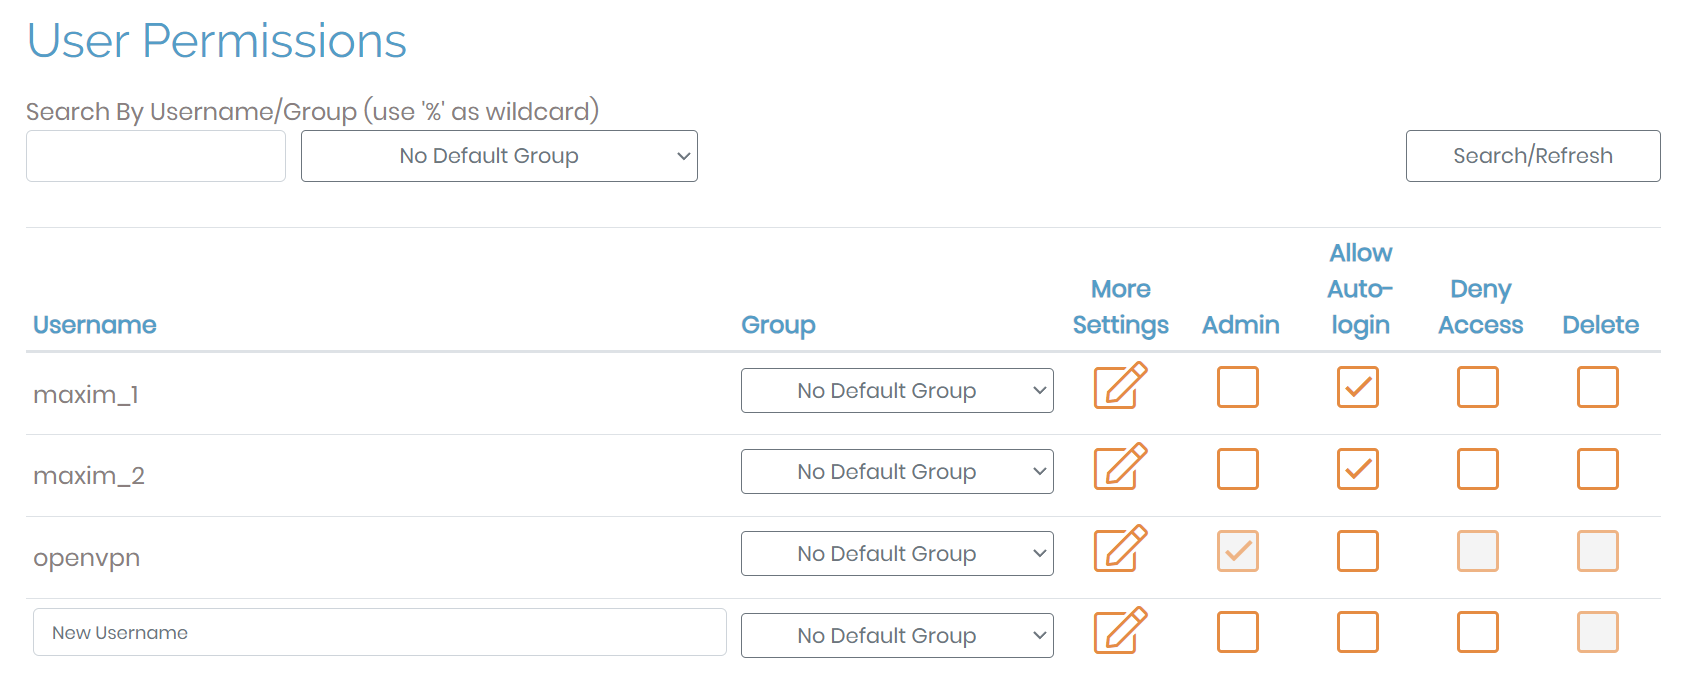 User Permissions
Search By Username/Group (use '%' as wildcard)
No Default Group
Search/Refresh
Username
Group
More
Settings
Admin
Allow
Auto-
login
Deny
Access
Delete
maxim_1
No Default Group
maxim_2
No Default Group
openvpn
No Default Group
New Username
No Default Group